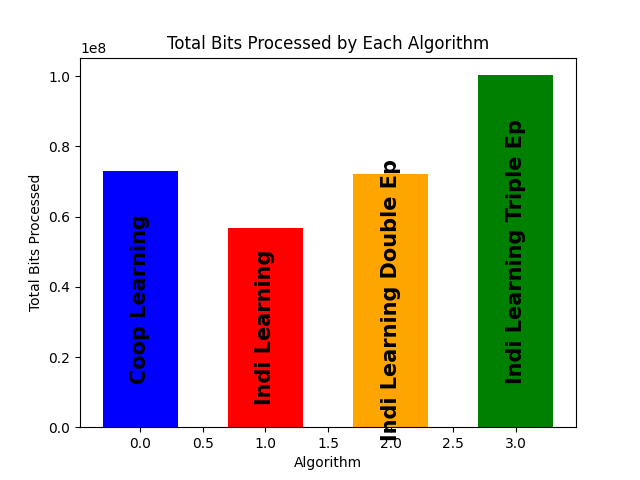 Total Bits Processed by Each Algorithm
1e8
1.0
0.8
0.6
0.4
0.2
0.0
Total Bits Processed
Coop Learning
Indi Learning
Indi Learning Double Ep
Indi Learning Triple Ep
0.0 0.5 1.0 1.5 2.0 2.5 3.0
Algorithm